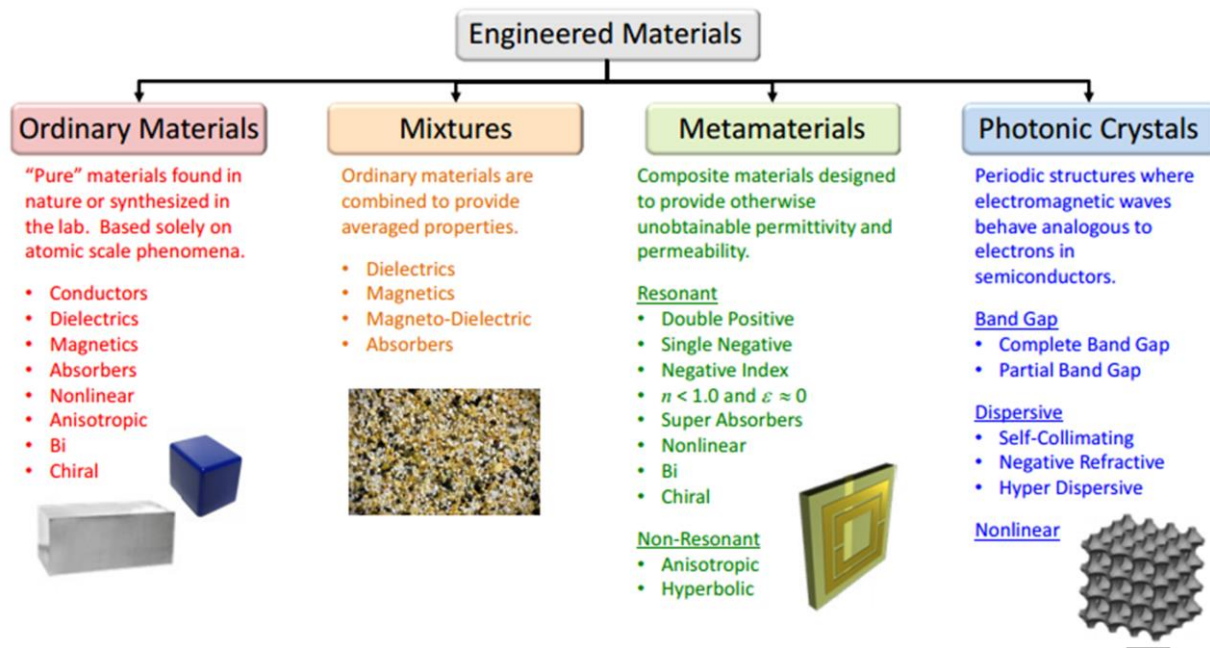 Engineered Materials
Ordinary Materials
"Pure" materials found in
nature or synthesized in
the lab. Based solely on
atomic scale phenomena.
• Conductors
• Dielectrics
• Magnetics
• Absorbers
• Nonlinear
• Anisotropic
• Bi
• Chiral
Mixtures
Ordinary materials are
combined to provide
averaged properties.
• Dielectrics
• Magnetics
• Magneto-Dielectric
• Absorbers
Metamaterials
Composite materials designed
to provide otherwise
unobtainable permittivity and
permeability.
Resonant
• Double Positive
• Single Negative
• Negative Index
• n < 1.0 and ε ≈ 0
• Super Absorbers
• Nonlinear
• Bi
• Chiral
Non-Resonant
• Anisotropic
• Hyperbolic
Photonic Crystals
Periodic structures where
electromagnetic waves
behave analogous to
electrons in
semiconductors.
Band Gap
• Complete Band Gap
• Partial Band Gap
Dispersive
• Self-Collimating
• Negative Refractive
• Hyper Dispersive
Nonlinear